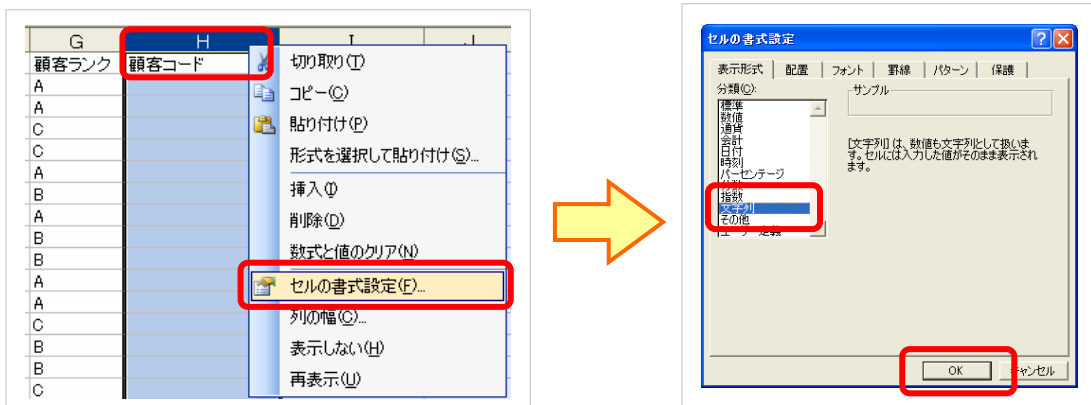 G H I J
顧客ランク 顧客コード
A
A
C
C
A
B
A
B
B
A
A
C
B
B
C
切り取り(T)
コピー(C)
貼り付け(P)
形式を選択して貼り付け(S)...
挿入(I)
削除(D)
数式と値のクリア(N)
セルの書式設定(F)...
列の幅(C)...
表示しない(H)
再表示(U)
セルの書式設定
表示形式 配置 フォント 罫線 パターン 保護
分類(C):
標準
数値
通貨
会計
日付
時刻
パーセンテージ
分数
指数
文字列
その他
ユーザー定義
サンプル
[文字列] は、数値も文字列として扱いま
す。セルには入力した値がそのまま表示され
ます。
OK キャンセル